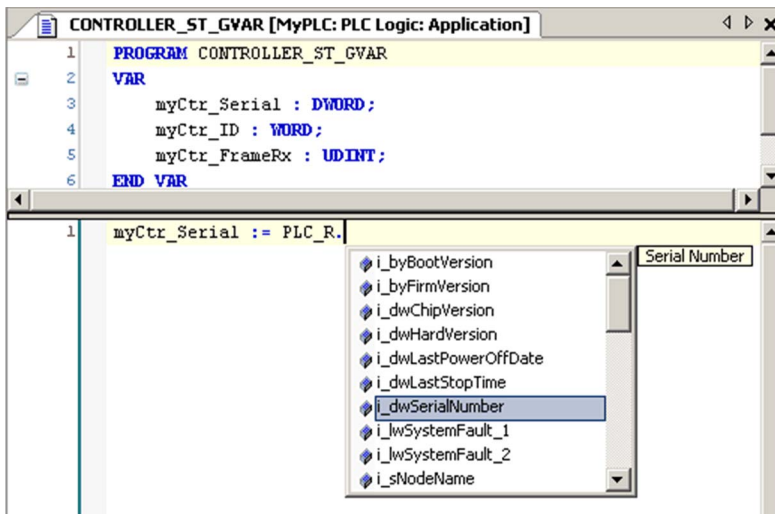 CONTROLLER_ST_GVAR [MyPLC: PLC Logic: Application]
1 PROGRAM CONTROLLER_ST_GVAR
2 VAR
3 myCtr_Serial : DWORD;
4 myCtr_ID : WORD;
5 myCtr_FrameRx : UDINT;
6 END_VAR
1 myCtr_Serial := PLC_R.
i_byBootVersion
Serial Number
i_byFirmVersion
i_dwChipVersion
i_dwHardVersion
i_dwLastPowerOffDate
i_dwLastStopTime
i_dwSerialNumber
i_lwSystemFault_1
i_lwSystemFault_2
i_sNodeName